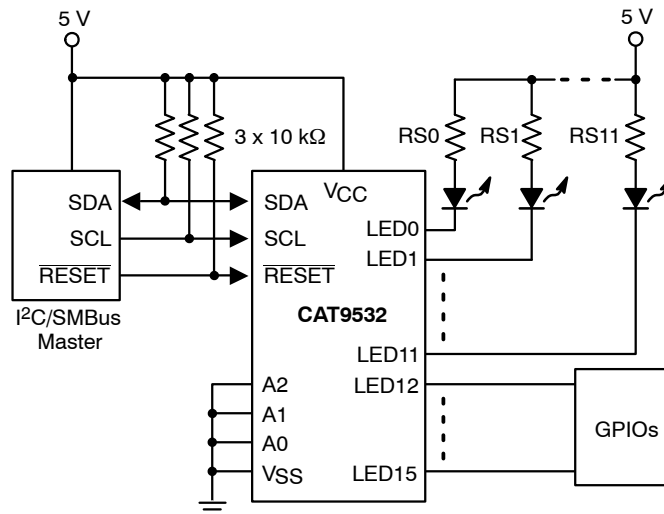 5 V
5 V
3 x 10 kΩ
RS0
RS1
RS11
VCC
SDA
SDA
LED0
SCL
SCL
LED1
RESET
RESET
I2C/SMBus
Master
CAT9532
LED11
A2
LED12
A1
GPIOs
A0
VSS
LED15